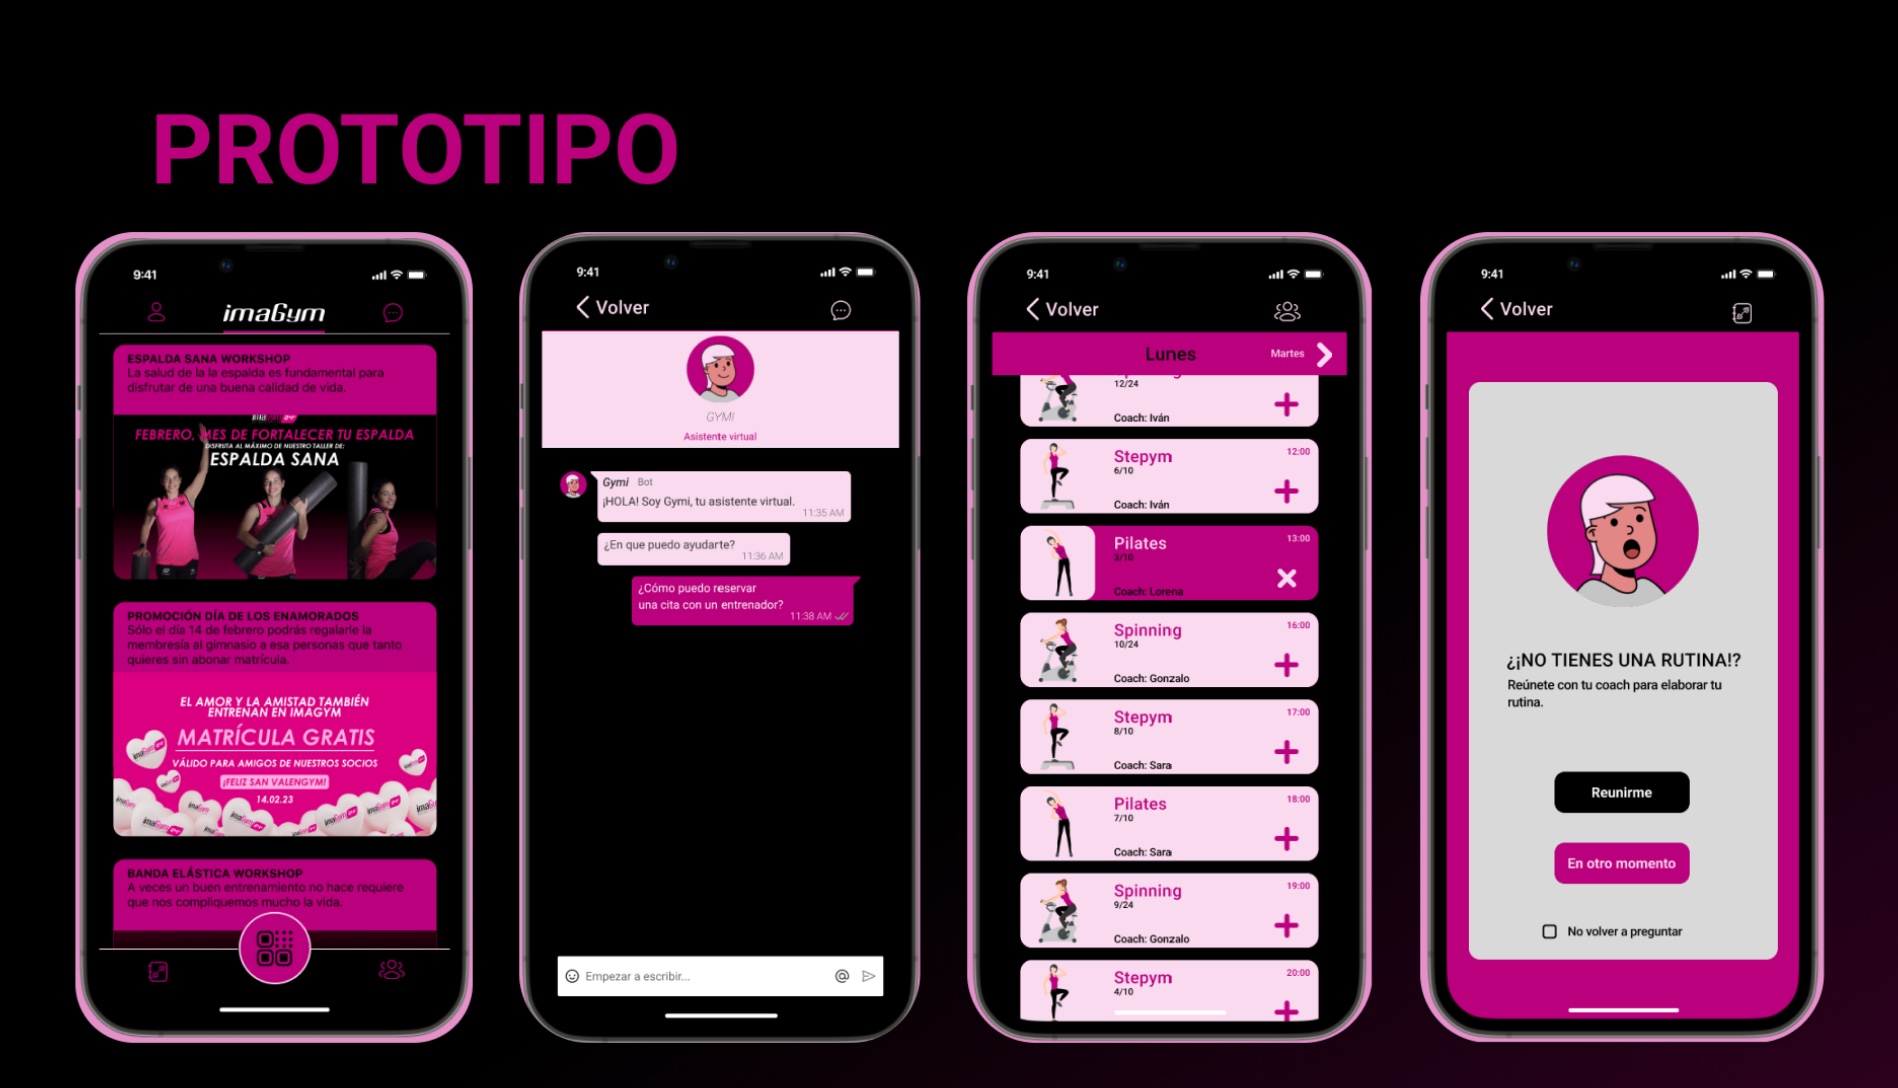 PROTOTIPO
9:41
imaGym
ESPALDA SANA WORKSHOP
La salud de la la espalda es fundamental para
disfrutar de una buena calidad de vida.
imaGym
FEBRERO, MES DE FORTALECER TU ESPALDA
DISFRUTA AL MÁXIMO DE NUESTRO TALLER DE:
ESPALDA SANA
PROMOCIÓN DÍA DE LOS ENAMORADOS
Sólo el día 14 de febrero podrás regalarle la
membresía al gimnasio a esa personas que tanto
quieres sin abonar matrícula.
EL AMOR Y LA AMISTAD TAMBIÉN
ENTRENAN EN IMAGYM
MATRÍCULA GRATIS
VÁLIDO PARA AMIGOS DE NUESTROS SOCIOS
¡FELIZ SAN VALENGYM!
14.02.23
BANDA ELÁSTICA WORKSHOP
A veces un buen entrenamiento no hace requiere
que nos compliquemos mucho la vida.
9:41
Volver
GYMI
Asistente virtual
Gymi Bot
¡HOLA! Soy Gymi, tu asistente virtual.
11:35 AM
¿En que puedo ayudarte?
11:36 AM
¿Cómo puedo reservar
una cita con un entrenador?
11:38 AM
Empezar a escribir...
9:41
Volver
Lunes
Martes
12/24
Coach: Iván
Stepym
12:00
6/10
Coach: Iván
Pilates
13:00
3/10
Coach: Lorena
Spinning
16:00
10/24
Coach: Gonzalo
Stepym
17:00
8/10
Coach: Sara
Pilates
18:00
7/10
Coach: Sara
Spinning
19:00
9/24
Coach: Gonzalo
Stepym
20:00
4/10
9:41
Volver
¿¡NO TIENES UNA RUTINA!?
Reúnete con tu coach para elaborar tu
rutina.
Reunirme
En otro momento
No volver a preguntar